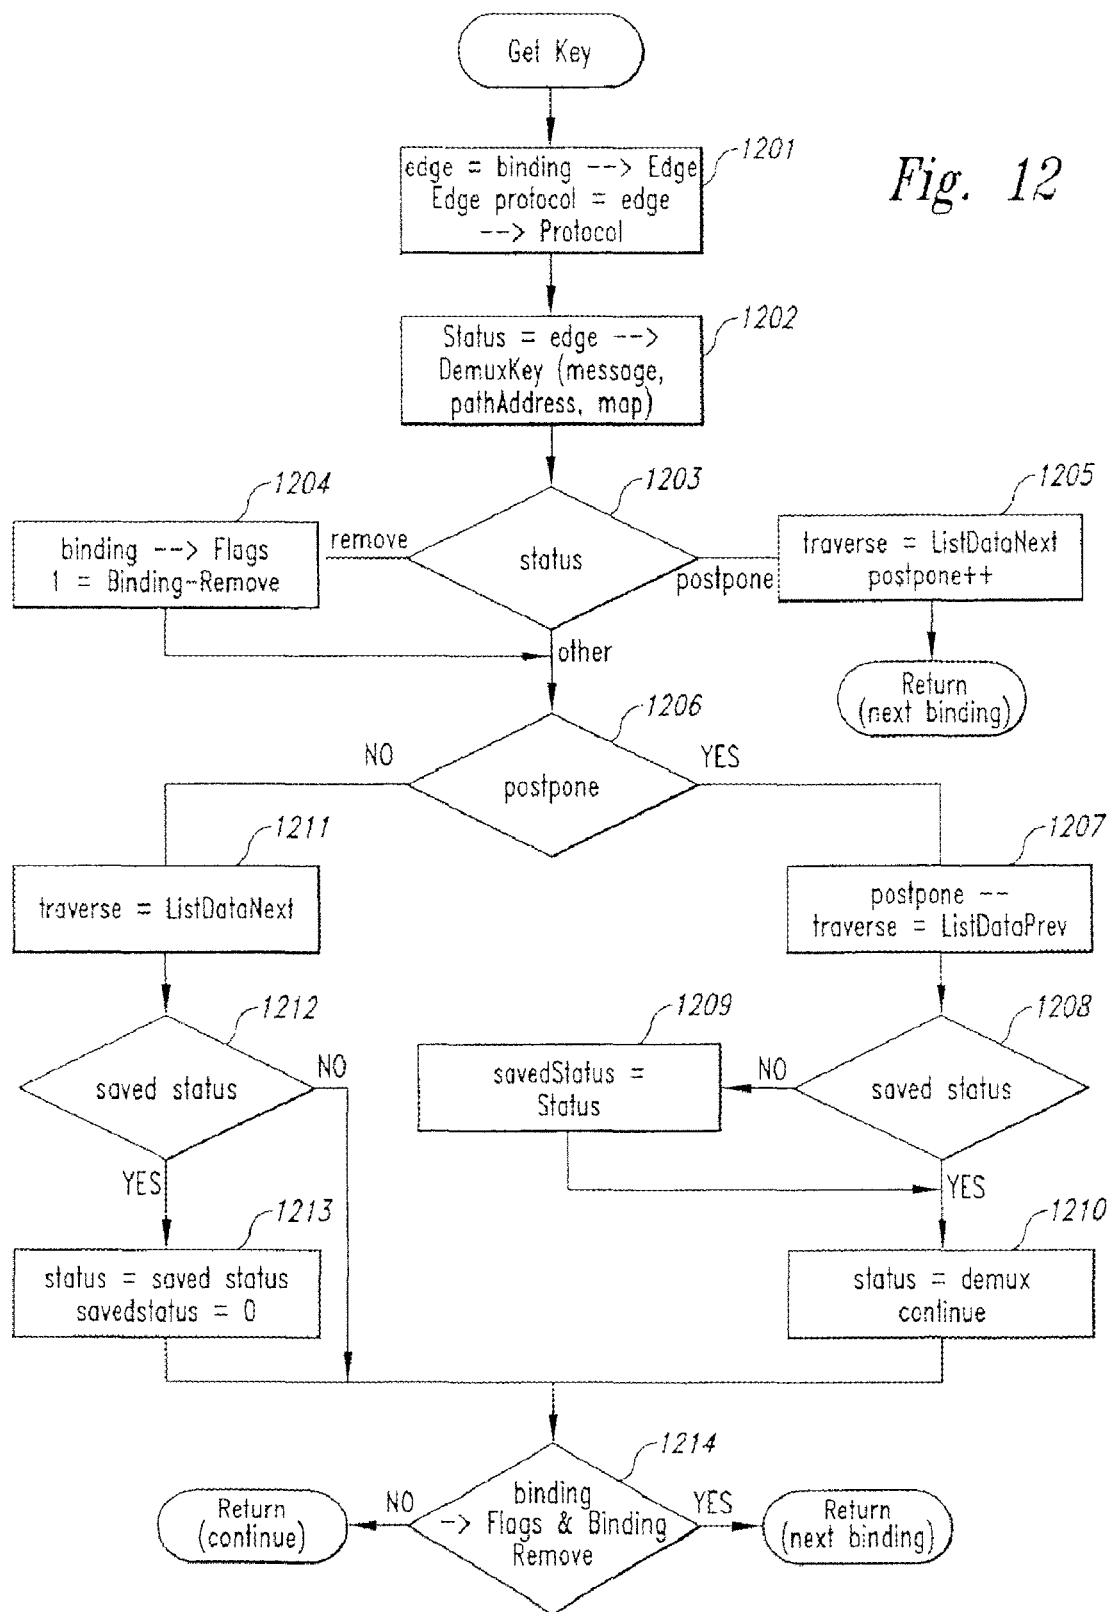 Get Key
1201
edge = binding --> Edge
Edge protocol = edge
--> Protocol
Fig. 12
1202
Status = edge -->
DemuxKey (message,
pathAddress, map)
1203
status
remove
postpone
other
1204
binding --> Flags
1 = Binding-Remove
1205
traverse = ListDataNext
postpone++
Return
(next binding)
1206
postpone
NO
YES
1211
traverse = ListDataNext
1207
postpone --
traverse = ListDataPrev
1212
saved status
NO
YES
1209
savedStatus =
Status
1208
saved status
NO
YES
1213
status = saved status
savedstatus = 0
1210
status = demux
continue
1214
binding
-> Flags & Binding
Remove
NO
YES
Return
(continue)
Return
(next binding)